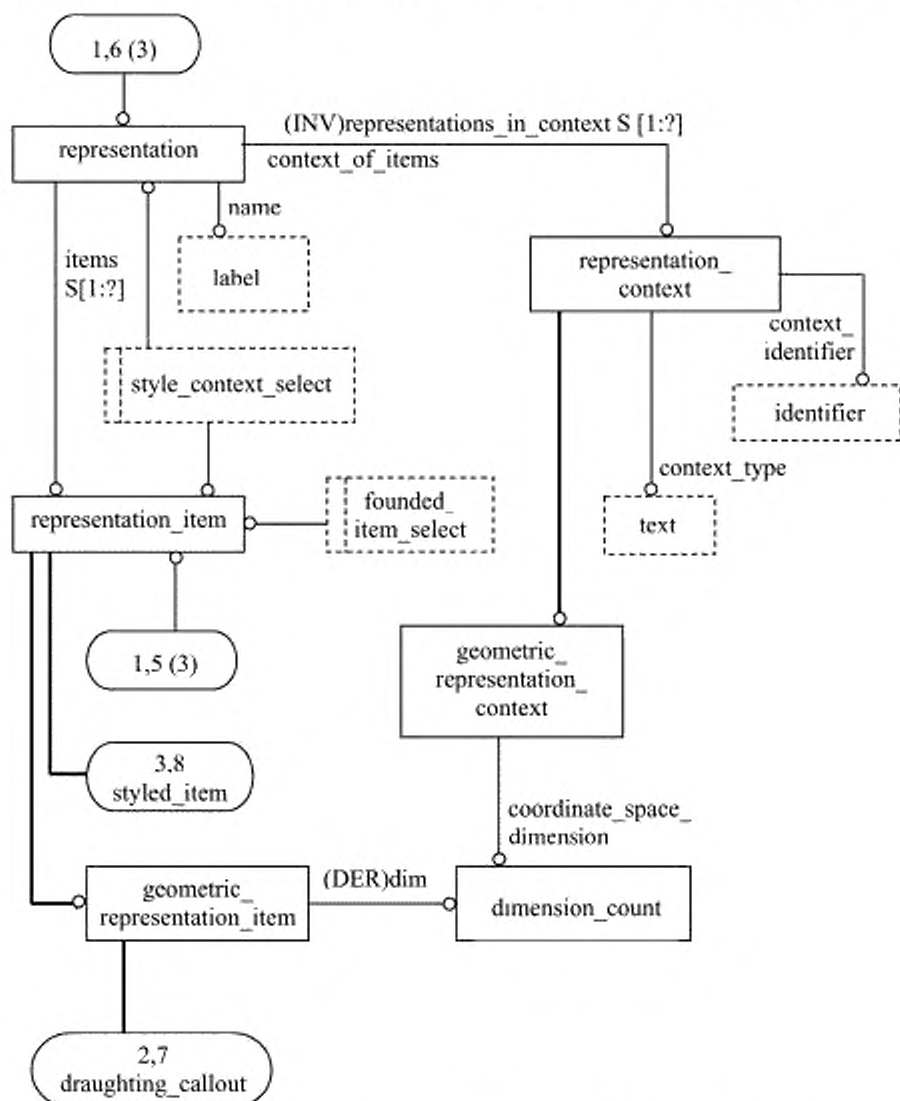 1,6 (3)
(INV)representations_in_context S [1:?]
representation
context_of_items
name
items
S[1:?]
label
representation_
context
context_
identifier
style_context_select
identifier
context_type
founded_
item_select
representation_item
text
1,5 (3)
geometric_
representation_
context
3,8
styled_item
coordinate_space_
dimension
(DER)dim
geometric_
representation_item
dimension_count
2,7
draughting_callout